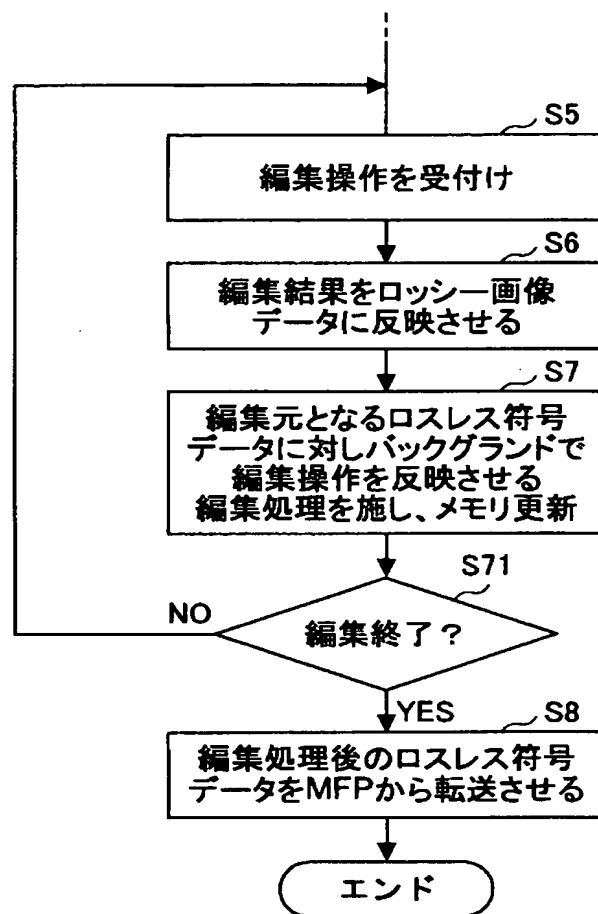 S5
編集操作を受付け
S6
編集結果をロッシー画像
データに反映させる
S7
編集元となるロスレス符号
データに対しバックグランドで
編集操作を反映させる
編集処理を施し、メモリ更新
S71
編集終了？
NO
YES
S8
編集処理後のロスレス符号
データをMFPから転送させる
エンド